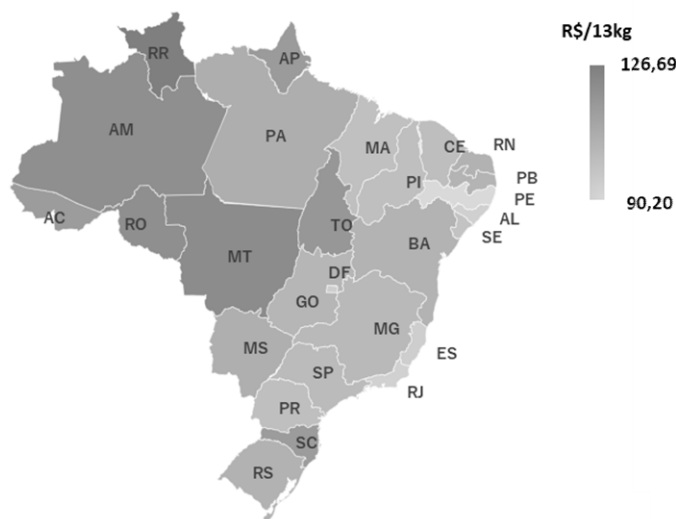 R$/13kg
126,69
90,20
RR
AP
AM
PA
MA
CE
RN
PB
PI
PE
AL
SE
AC
RO
TO
MT
BA
DF
GO
MG
MS
ES
SP
RJ
PR
SC
RS